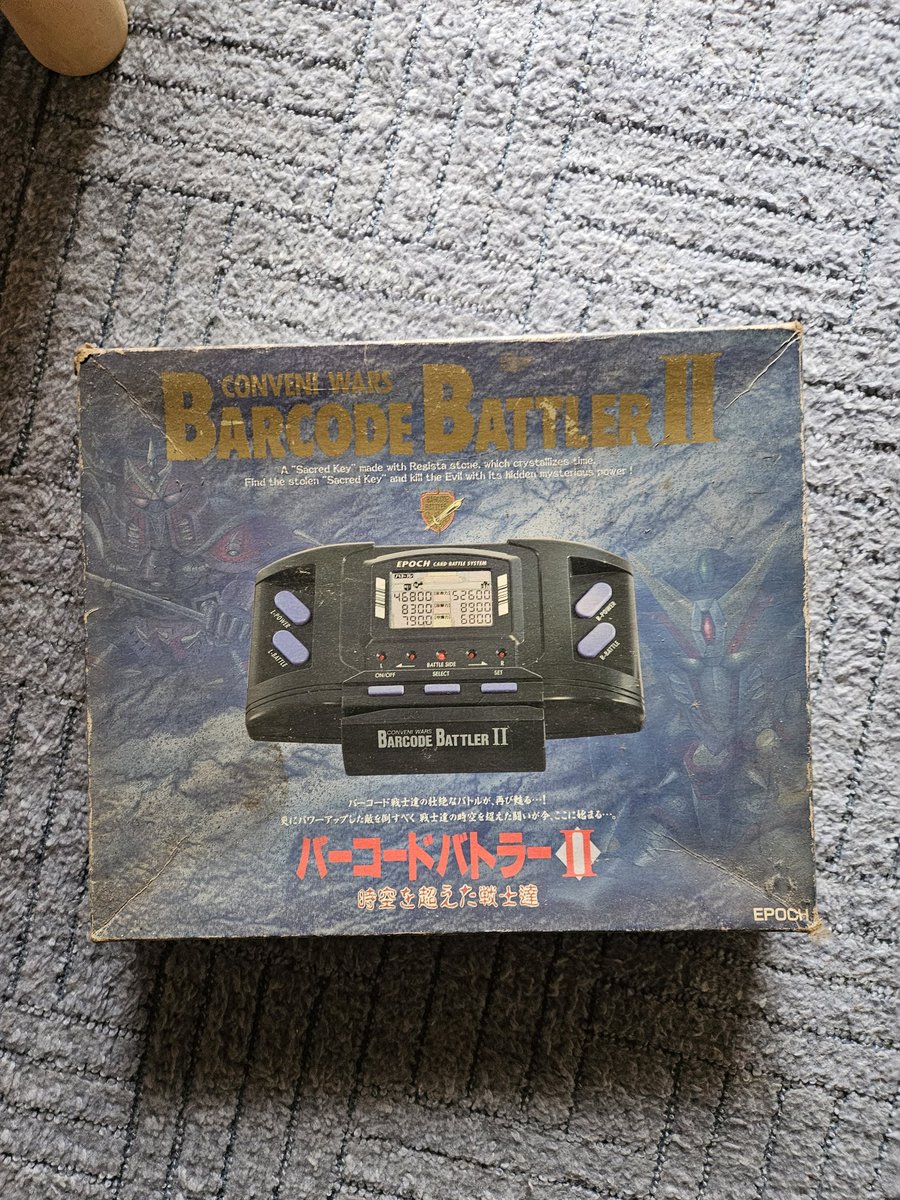 CONVENI WARS
BARCODE BATTLER II
A "Sacred Key" made with Regista stone, which crystallizes time.
Find the stolen "Sacred Key" and kill the Evil with its hidden mysterious power !
EPOCH CARD BATTLE SYSTEM
46800 52600
8300 8900
7900 6800
L-POWER
R-POWER
L-BATTLE
R-BATTLE
L BATTLE SIDE R
ON/OFF SELECT SET
CONVENI WARS
BARCODE BATTLER II
バーコード戦士達の壮絶なバトルが、再び甦る…!
更にパワーアップした敵を倒すべく 戦士達の時空を超えた闘いが今、ここに始まる…。
バーコードバトラーII
時空を超えた戦士達
EPOCH